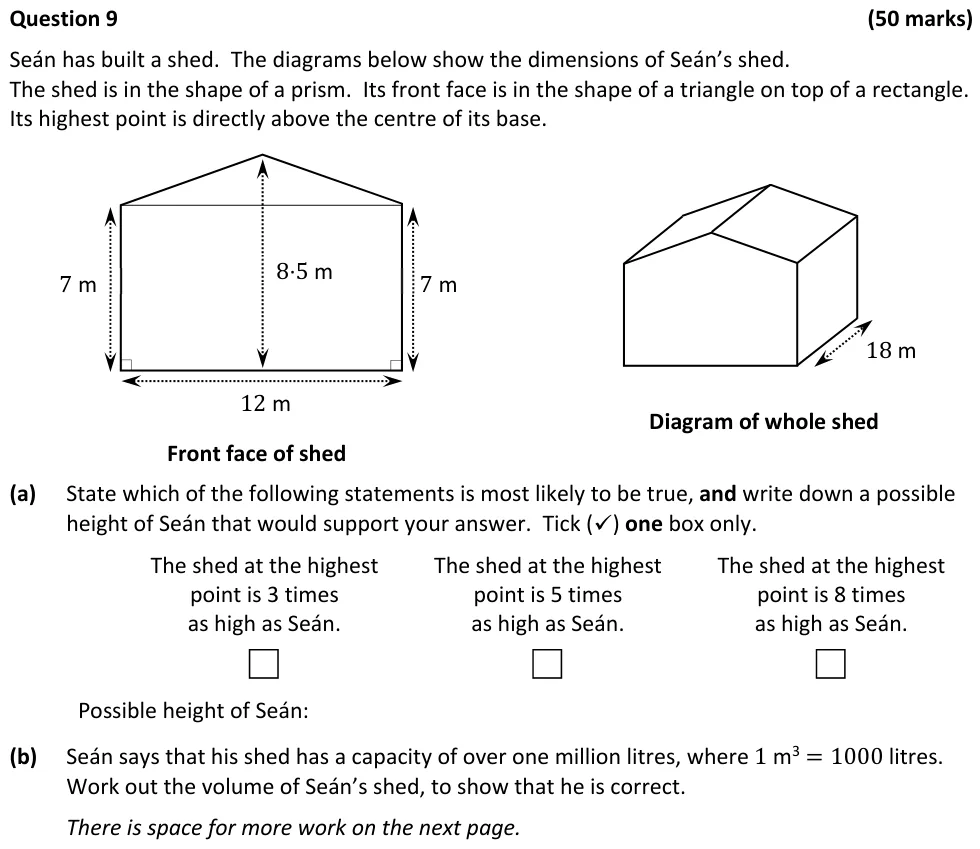 Question 9 (50 marks)
Seán has built a shed. The diagrams below show the dimensions of Seán’s shed.
The shed is in the shape of a prism. Its front face is in the shape of a triangle on top of a rectangle.
Its highest point is directly above the centre of its base.
7 m
8·5 m
7 m
12 m
Front face of shed
18 m
Diagram of whole shed
(a) State which of the following statements is most likely to be true, and write down a possible
height of Seán that would support your answer. Tick (✓) one box only.
The shed at the highest
point is 3 times
as high as Seán.
The shed at the highest
point is 5 times
as high as Seán.
The shed at the highest
point is 8 times
as high as Seán.
Possible height of Seán:
(b) Seán says that his shed has a capacity of over one million litres, where 1 m³ = 1000 litres.
Work out the volume of Seán’s shed, to show that he is correct.
There is space for more work on the next page.